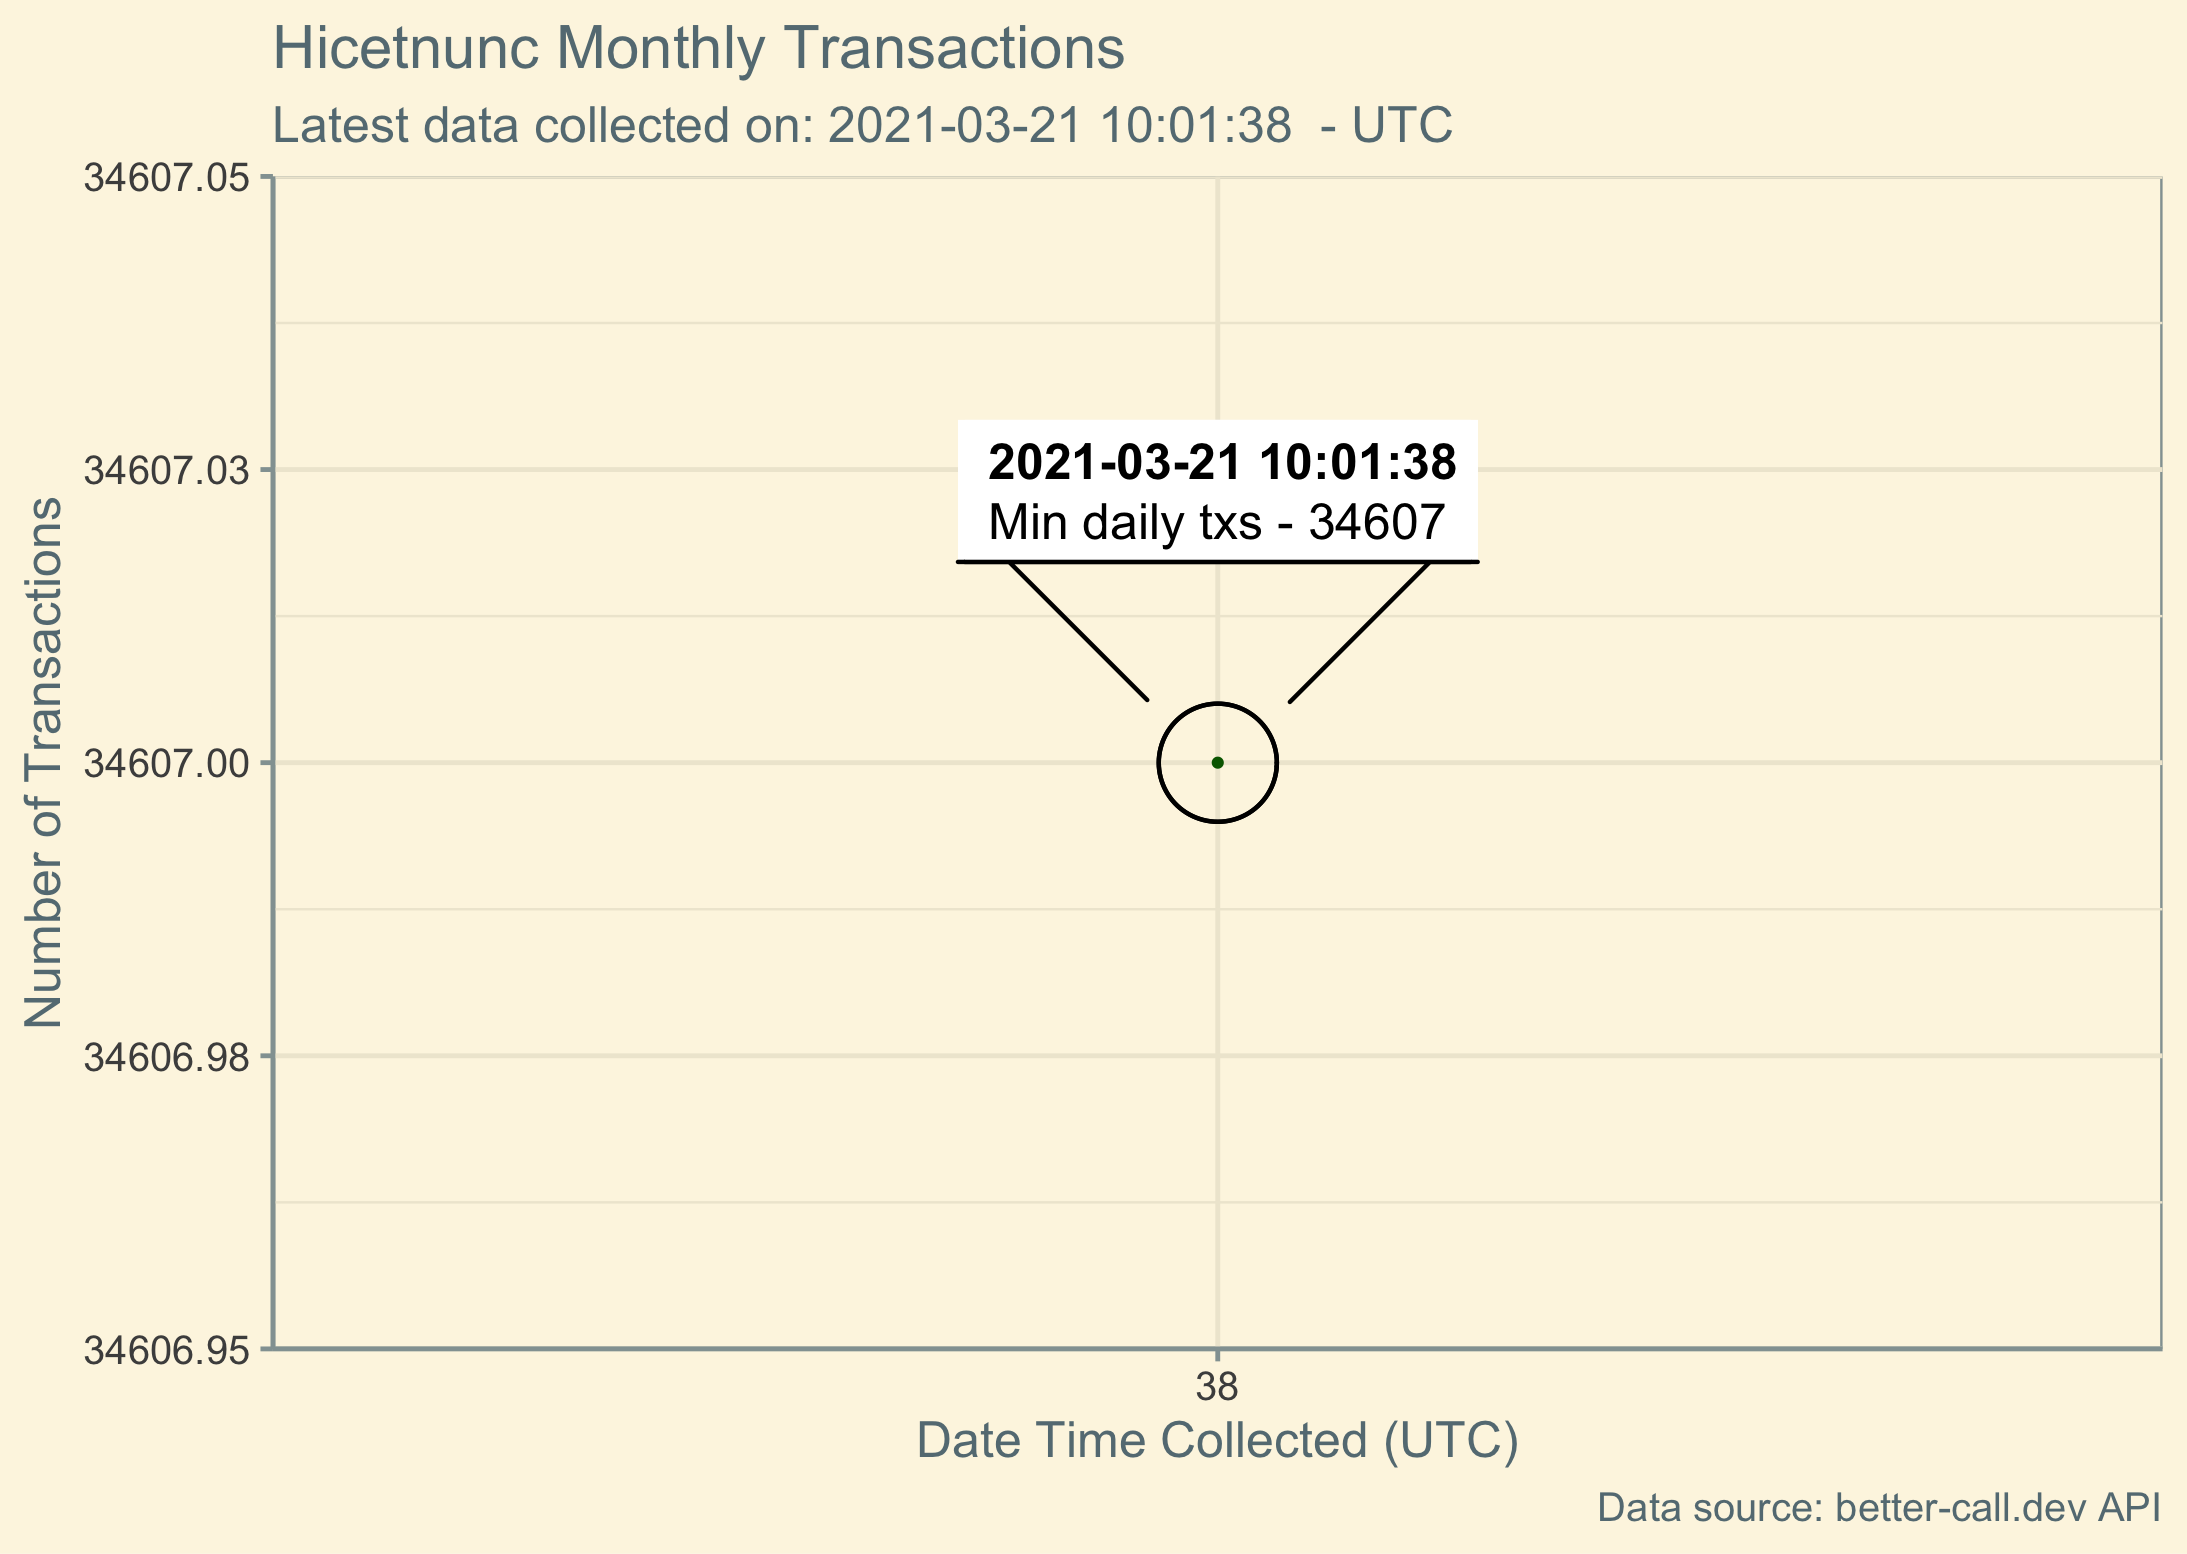 Hicetnunc Monthly Transactions
Latest data collected on: 2021-03-21 10:01:38  - UTC
34607.05
34607.03
34607.00
34606.98
34606.95
Number of Transactions
2021-03-21 10:01:38
Min daily txs - 34607
38
Date Time Collected (UTC)
Data source: better-call.dev API